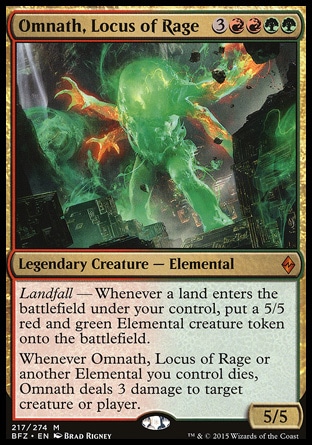 Omnath, Locus of Rage 3
Legendary Creature — Elemental
Landfall — Whenever a land enters the
battlefield under your control, put a 5/5
red and green Elemental creature token
onto the battlefield.
Whenever Omnath, Locus of Rage or
another Elemental you control dies,
Omnath deals 3 damage to target
creature or player.
5/5
217/274 M
BFZ • EN Brad Rigney ™ & © 2015 Wizards of the Coast